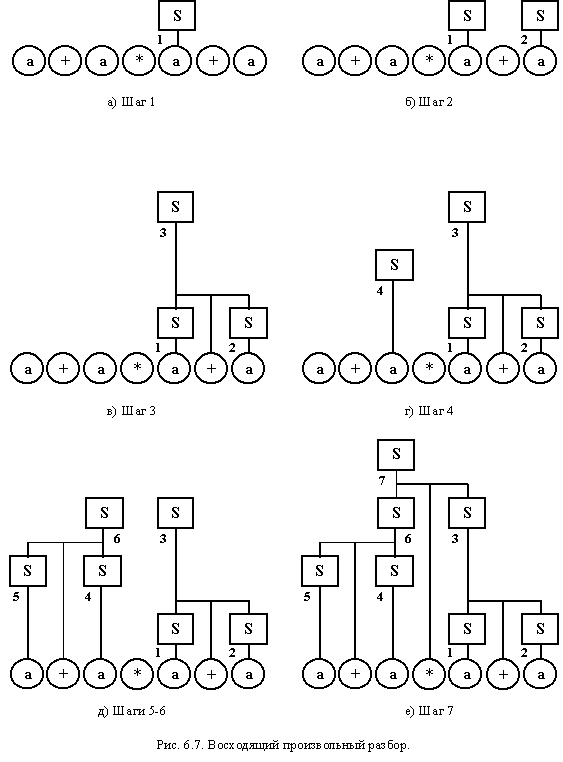 S S S
1 1 2
a + a * a + a a + a * a + a
а) Шаг 1 б) Шаг 2
S S
3 3
S
4
S S S S
1 2 1 2
a + a * a + a a + a * a + a
в) Шаг 3 г) Шаг 4
S
7
S S S S
6 3 6 3
S S S S
5 4 5 4
S S S S
1 2 1 2
a + a * a + a a + a * a + a
д) Шаги 5-6 е) Шаг 7
Рис. 6.7. Восходящий произвольный разбор.